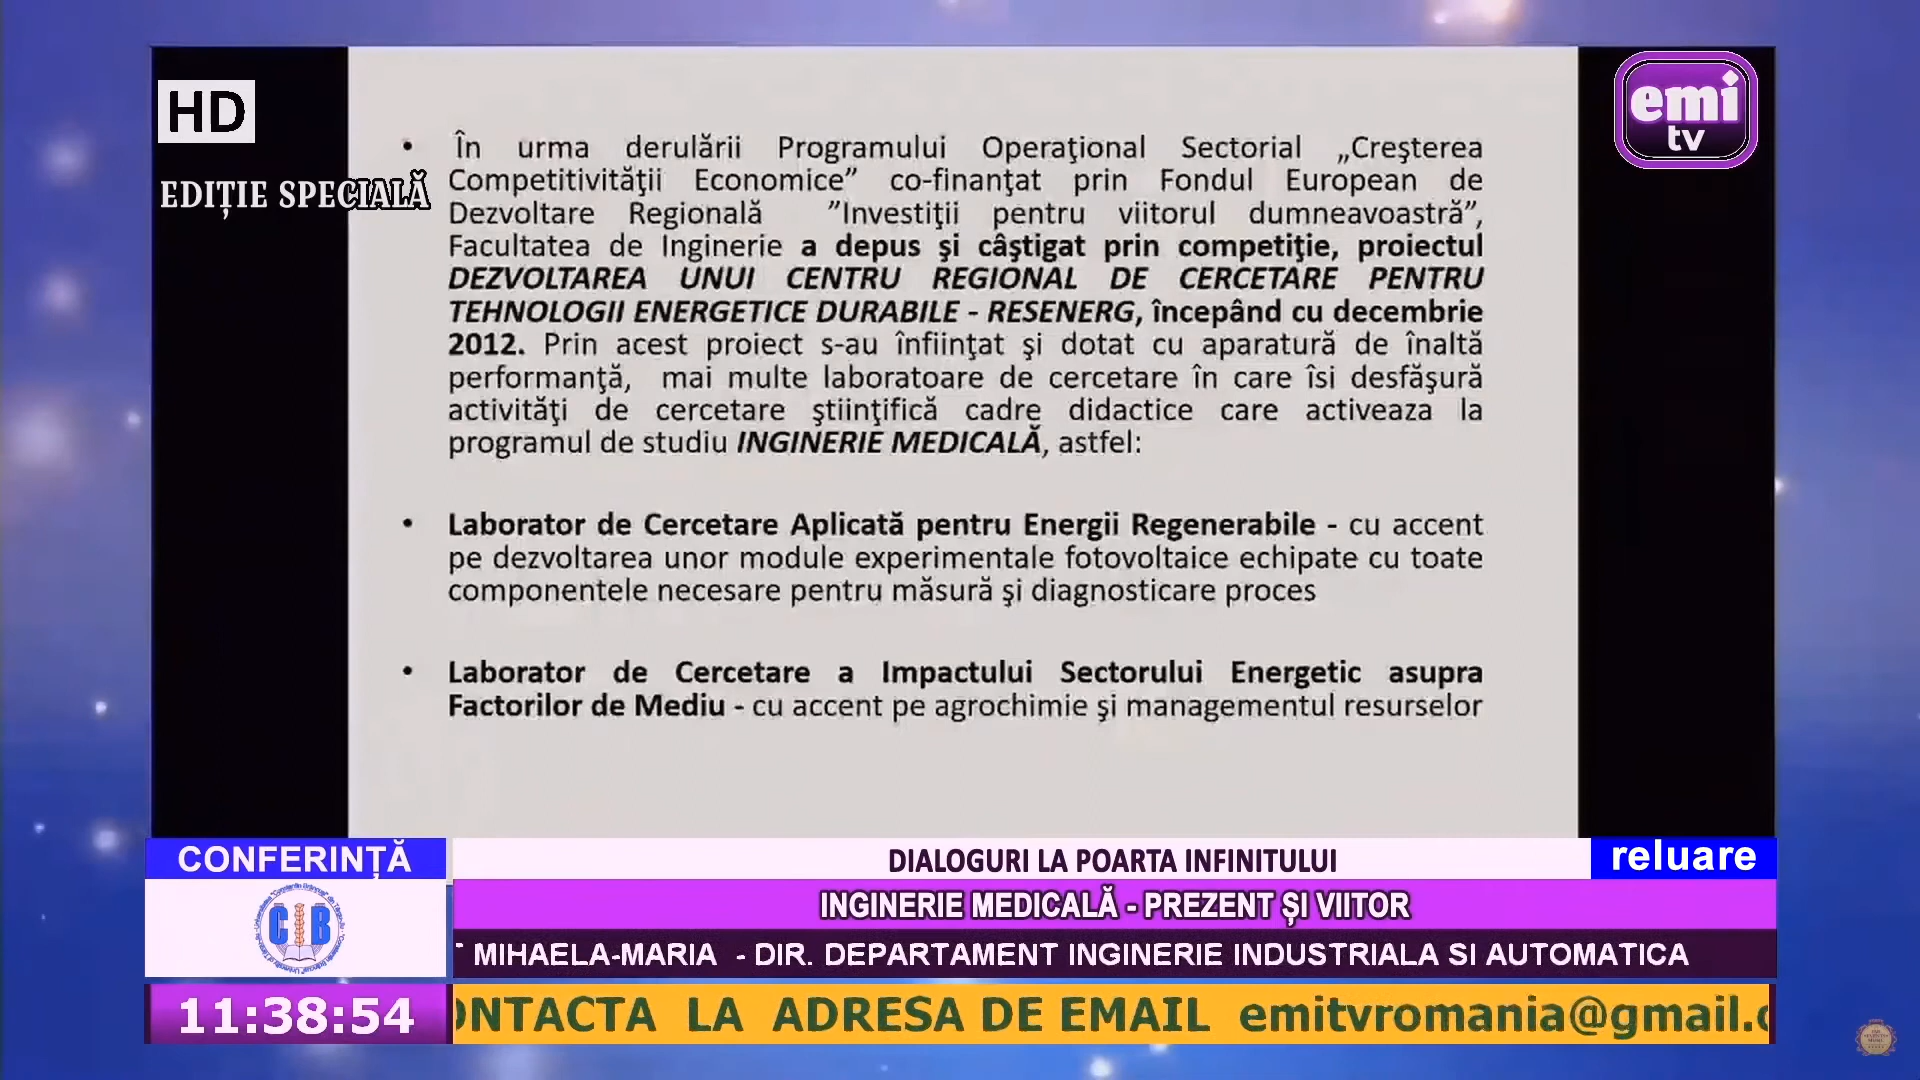 HD
EDIȚIE SPECIALĂ
emi
tv
• În urma derulării Programului Operaţional Sectorial „Creşterea
Competitivităţii Economice” co-finanţat prin Fondul European de
Dezvoltare Regională ”Investiţii pentru viitorul dumneavoastră”,
Facultatea de Inginerie a depus şi câştigat prin competiţie, proiectul
DEZVOLTAREA UNUI CENTRU REGIONAL DE CERCETARE PENTRU
TEHNOLOGII ENERGETICE DURABILE - RESENERG, începând cu decembrie
2012. Prin acest proiect s-au înfiinţat şi dotat cu aparatură de înaltă
performanţă, mai multe laboratoare de cercetare în care îsi desfăşură
activităţi de cercetare ştiinţifică cadre didactice care activeaza la
programul de studiu INGINERIE MEDICALĂ, astfel:
• Laborator de Cercetare Aplicată pentru Energii Regenerabile - cu accent
pe dezvoltarea unor module experimentale fotovoltaice echipate cu toate
componentele necesare pentru măsură şi diagnosticare proces
• Laborator de Cercetare a Impactului Sectorului Energetic asupra
Factorilor de Mediu - cu accent pe agrochimie şi managementul resurselor
CONFERINȚĂ
DIALOGURI LA POARTA INFINITULUI
reluare
INGINERIE MEDICALĂ - PREZENT ȘI VIITOR
CB
MIHAELA-MARIA - DIR. DEPARTAMENT INGINERIE INDUSTRIALA SI AUTOMATICA
11:38:54
ONTACTA LA ADRESA DE EMAIL emitvromania@gmail.c